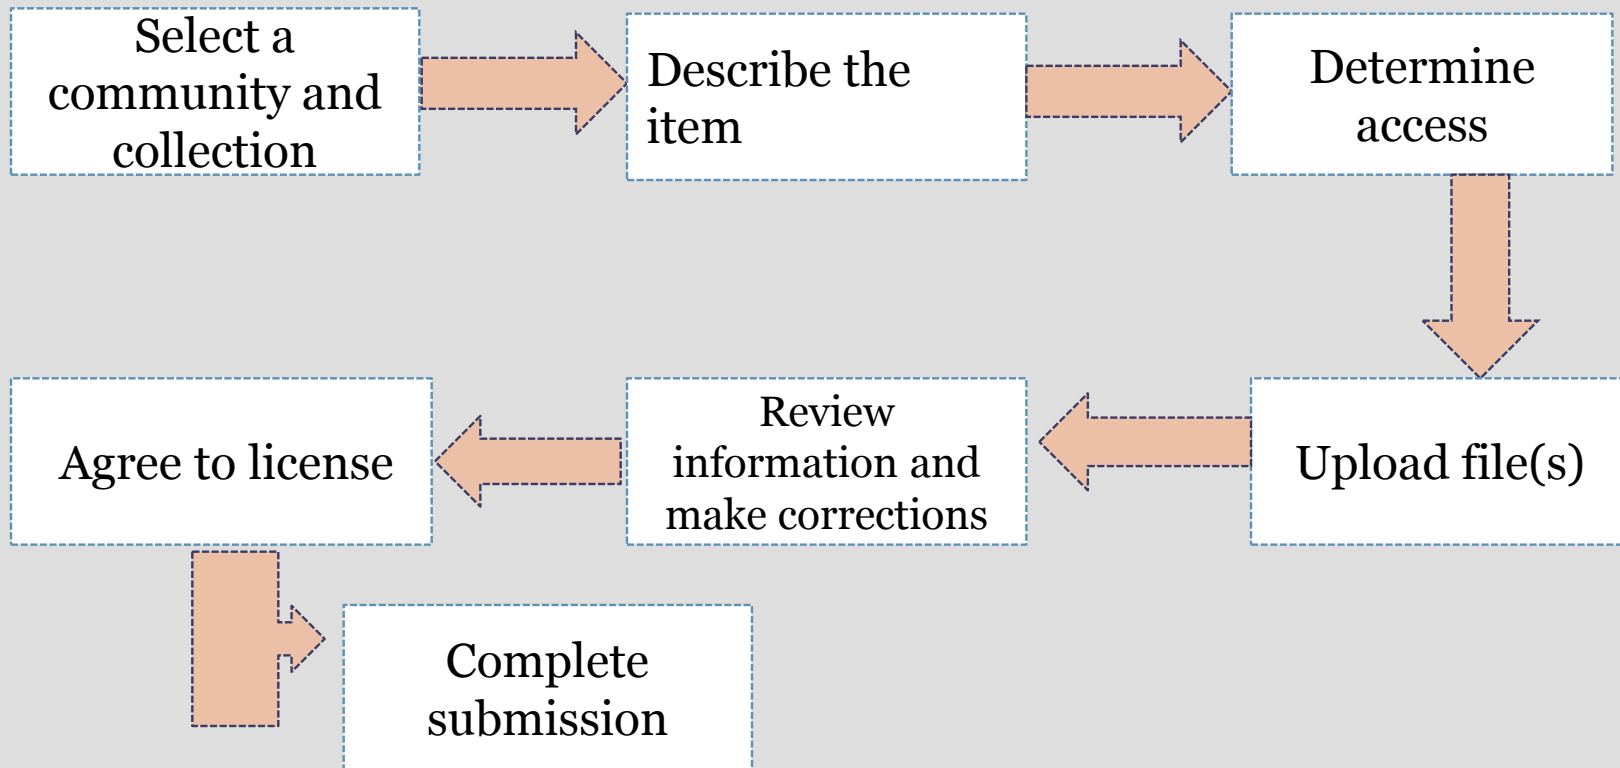 Select a
community and
collection
Describe the
item
Determine
access
Upload file(s)
Review
information and
make corrections
Agree to license
Complete
submission